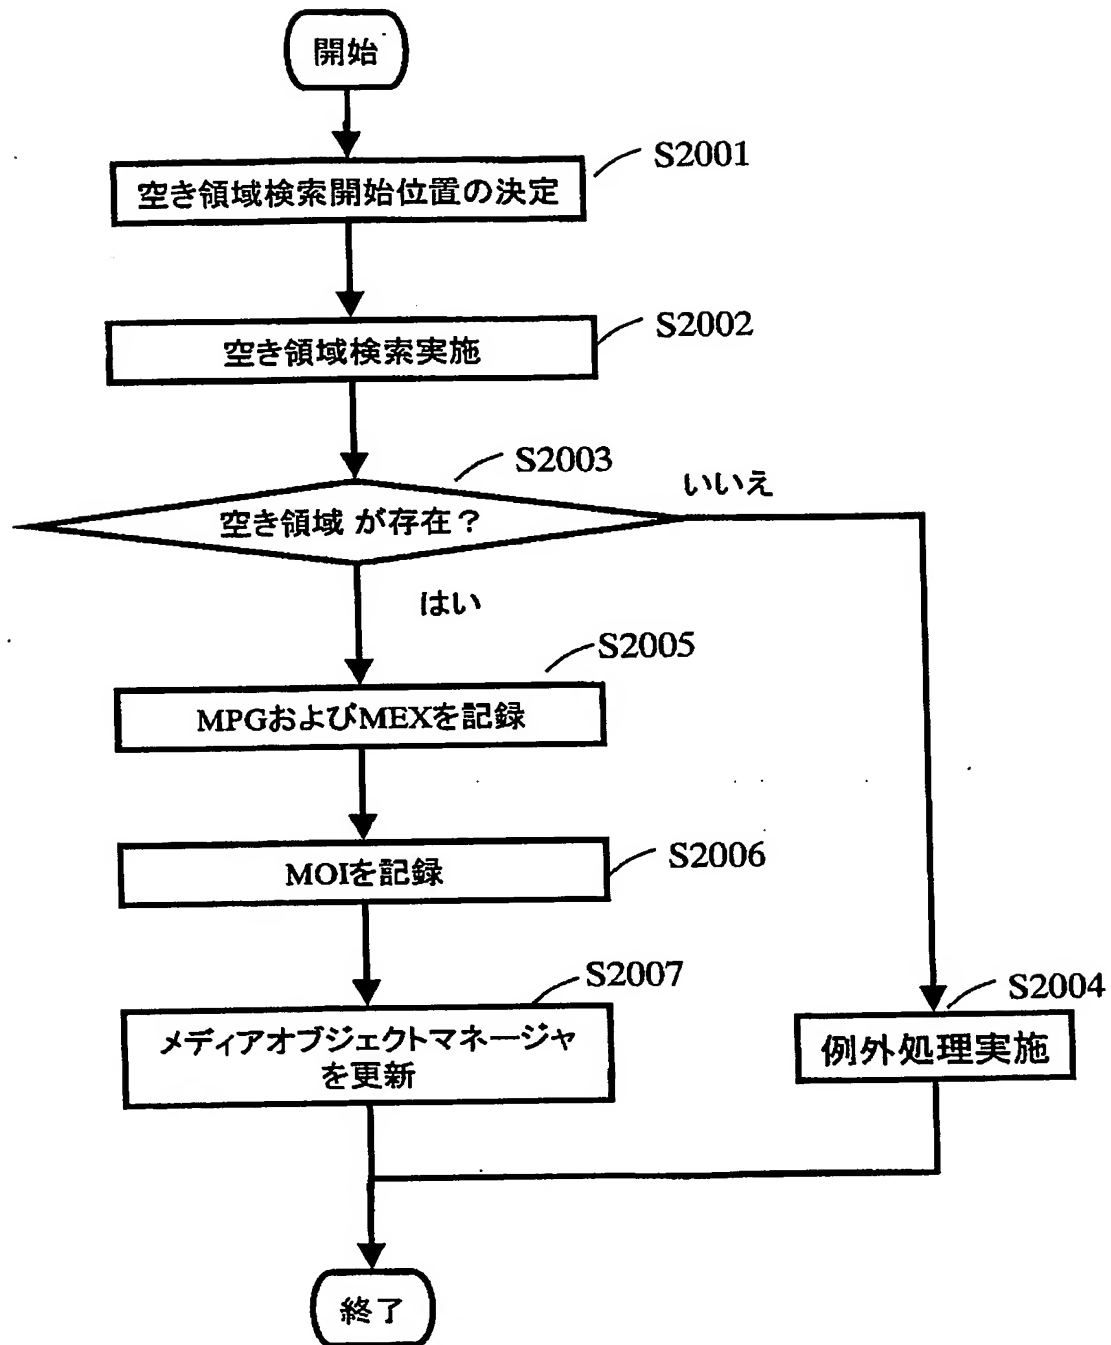 開始
S2001
空き領域検索開始位置の決定
S2002
空き領域検索実施
S2003
いいえ
空き領域 が存在？
はい
S2005
MPGおよびMEXを記録
S2006
MOIを記録
S2007
メディアオブジェクトマネージャ
を更新
S2004
例外処理実施
終了